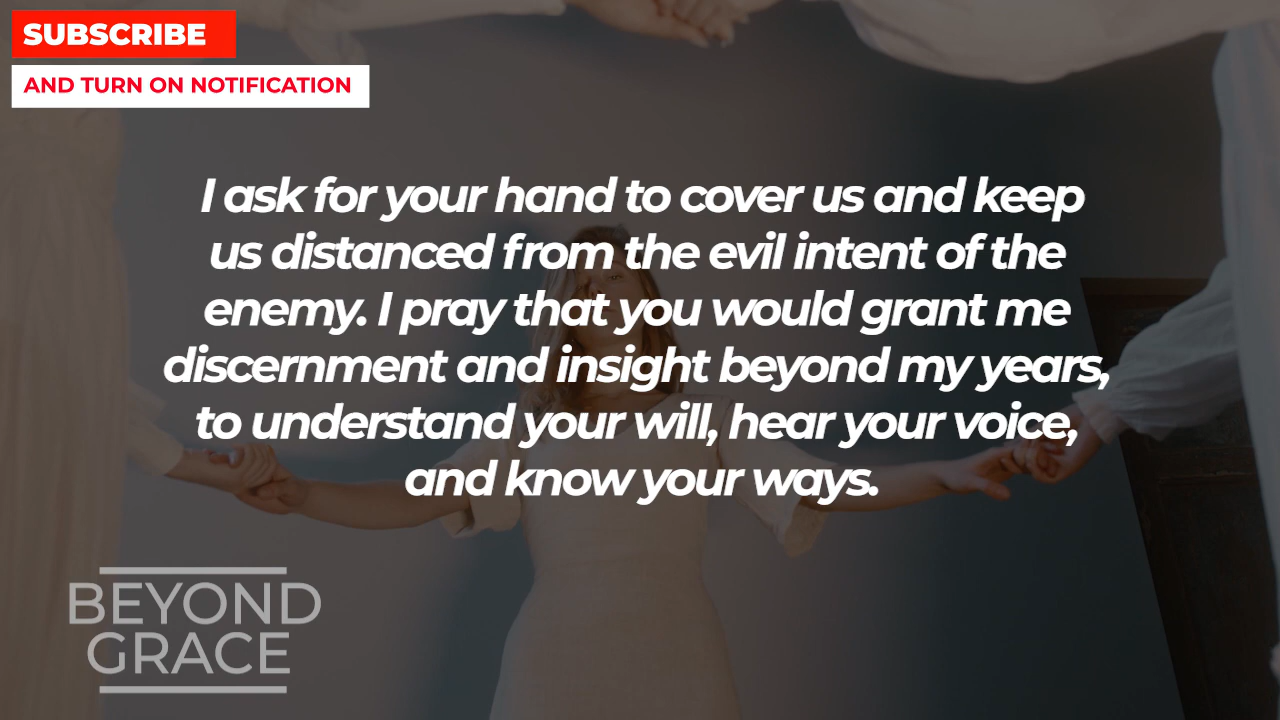 SUBSCRIBE
AND TURN ON NOTIFICATION
I ask for your hand to cover us and keep
us distanced from the evil intent of the
enemy. I pray that you would grant me
discernment and insight beyond my years,
to understand your will, hear your voice,
and know your ways.
BEYOND
GRACE